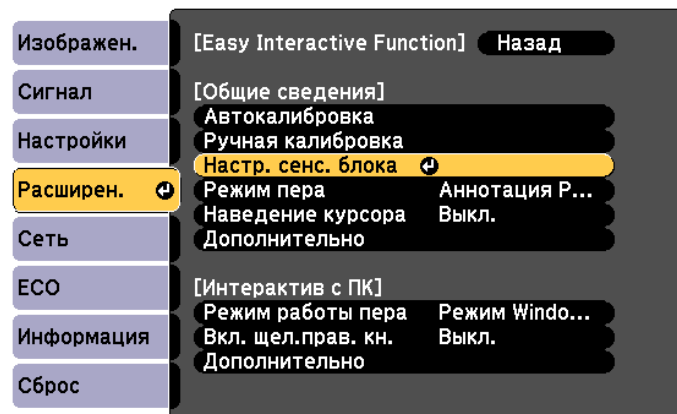 Изображен.
Сигнал
Настройки
Расширен.
Сеть
ECO
Информация
Сброс
[Easy Interactive Function] Назад
[Общие сведения]
Автокалибровка
Ручная калибровка
Настр. сенс. блока
Режим пера Аннотация P...
Наведение курсора Выкл.
Дополнительно
[Интерактив с ПК]
Режим работы пера Режим Windo...
Вкл. щел.прав. кн. Выкл.
Дополнительно